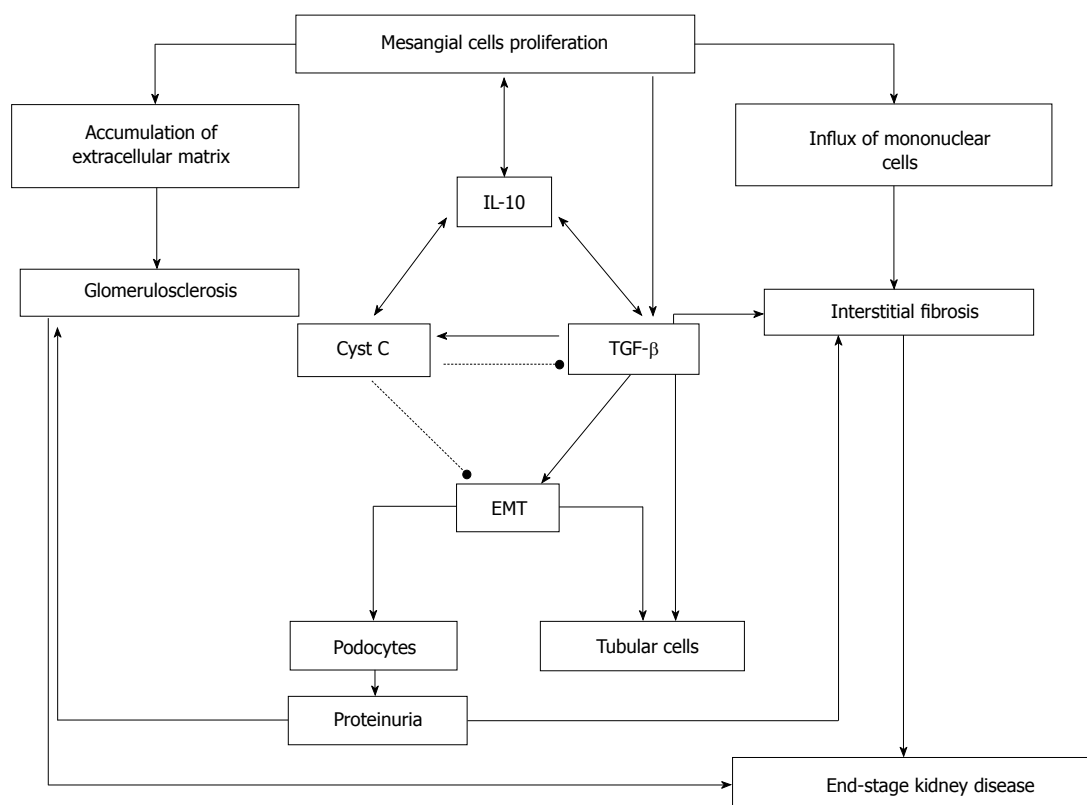 Mesangial cells proliferation
Accumulation of
extracellular matrix
Influx of mononuclear
cells
IL-10
Glomerulosclerosis
Interstitial fibrosis
Cyst C
TGF-β
EMT
Podocytes
Tubular cells
Proteinuria
End-stage kidney disease